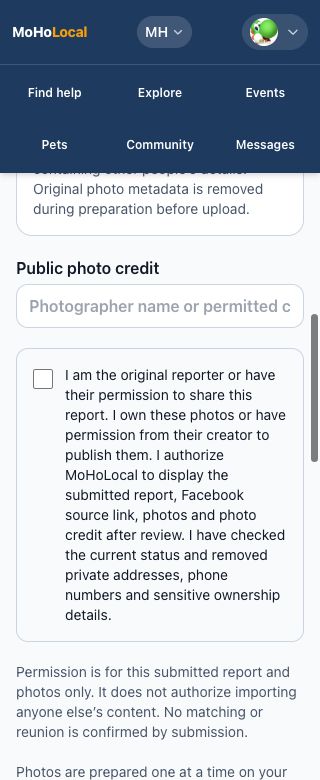 MoHoLocal
MH
Find help
Explore
Events
Pets
Community
Messages
containing other people's details.
Original photo metadata is removed
during preparation before upload.
Public photo credit
Photographer name or permitted c
I am the original reporter or have
their permission to share this
report. I own these photos or have
permission from their creator to
publish them. I authorize
MoHoLocal to display the
submitted report, Facebook
source link, photos and photo
credit after review. I have checked
the current status and removed
private addresses, phone
numbers and sensitive ownership
details.
Permission is for this submitted report and
photos only. It does not authorize importing
anyone else's content. No matching or
reunion is confirmed by submission.
Photos are prepared one at a time on your